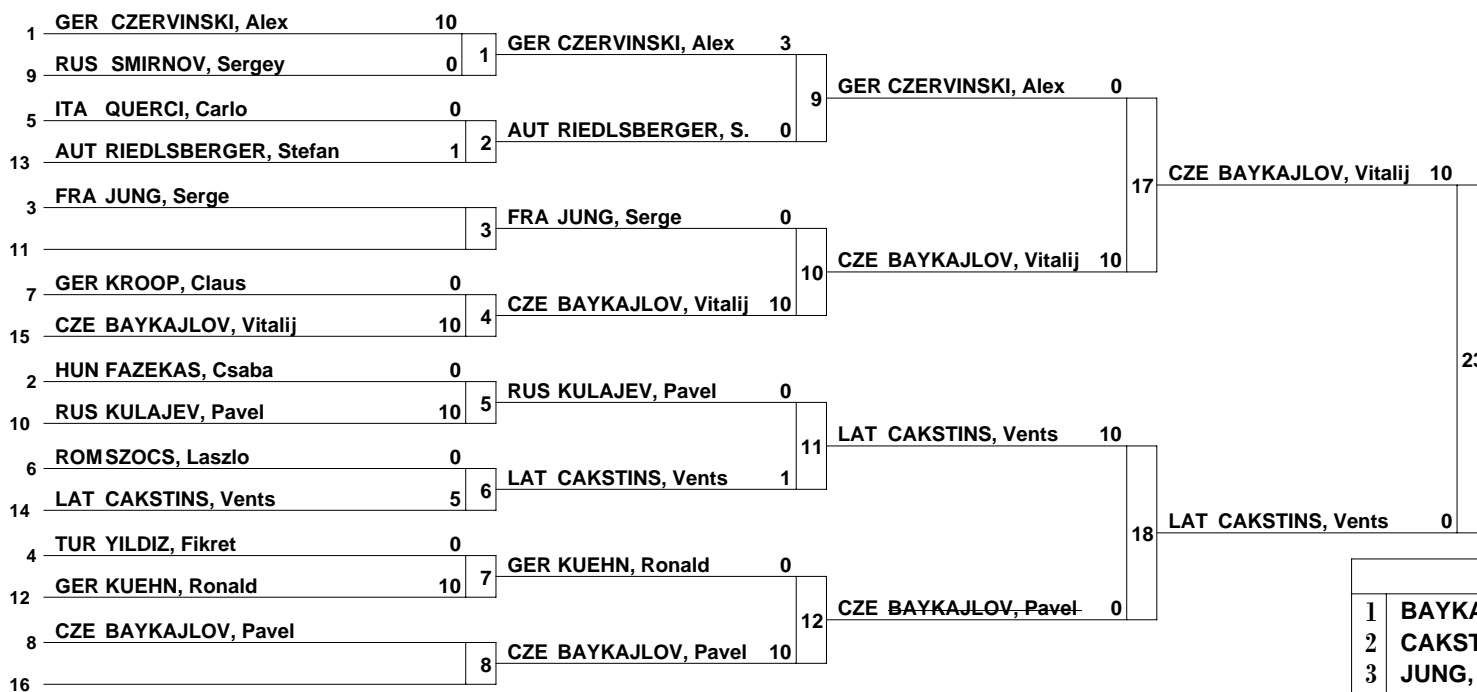 1 GER CZERVINSKI, Alex 10
9 RUS SMIRNOV, Sergey 0
1
5 ITA QUERCI, Carlo 0
13 AUT RIEDLSBERGER, Stefan 1
2
3 FRA JUNG, Serge
11
3
7 GER KROOP, Claus 0
15 CZE BAYKAJLOV, Vitalij 10
4
2 HUN FAZEKAS, Csaba 0
10 RUS KULAJEV, Pavel 10
5
6 ROM SZOCS, Laszlo 0
14 LAT CAKSTINS, Vents 5
6
4 TUR YILDIZ, Fikret 0
12 GER KUEHN, Ronald 10
7
8 CZE BAYKAJLOV, Pavel
16
8
GER CZERVINSKI, Alex 3
AUT RIEDLSBERGER, S. 0
9
FRA JUNG, Serge 0
CZE BAYKAJLOV, Vitalij 10
10
RUS KULAJEV, Pavel 0
LAT CAKSTINS, Vents 1
11
GER KUEHN, Ronald 0
CZE BAYKAJLOV, Pavel 10
12
GER CZERVINSKI, Alex 0
CZE BAYKAJLOV, Vitalij 10
17
LAT CAKSTINS, Vents 10
CZE BAYKAJLOV, Pavel 0
18
CZE BAYKAJLOV, Vitalij 10
LAT CAKSTINS, Vents 0
23
1 BAYKA
2 CAKST
3 JUNG,